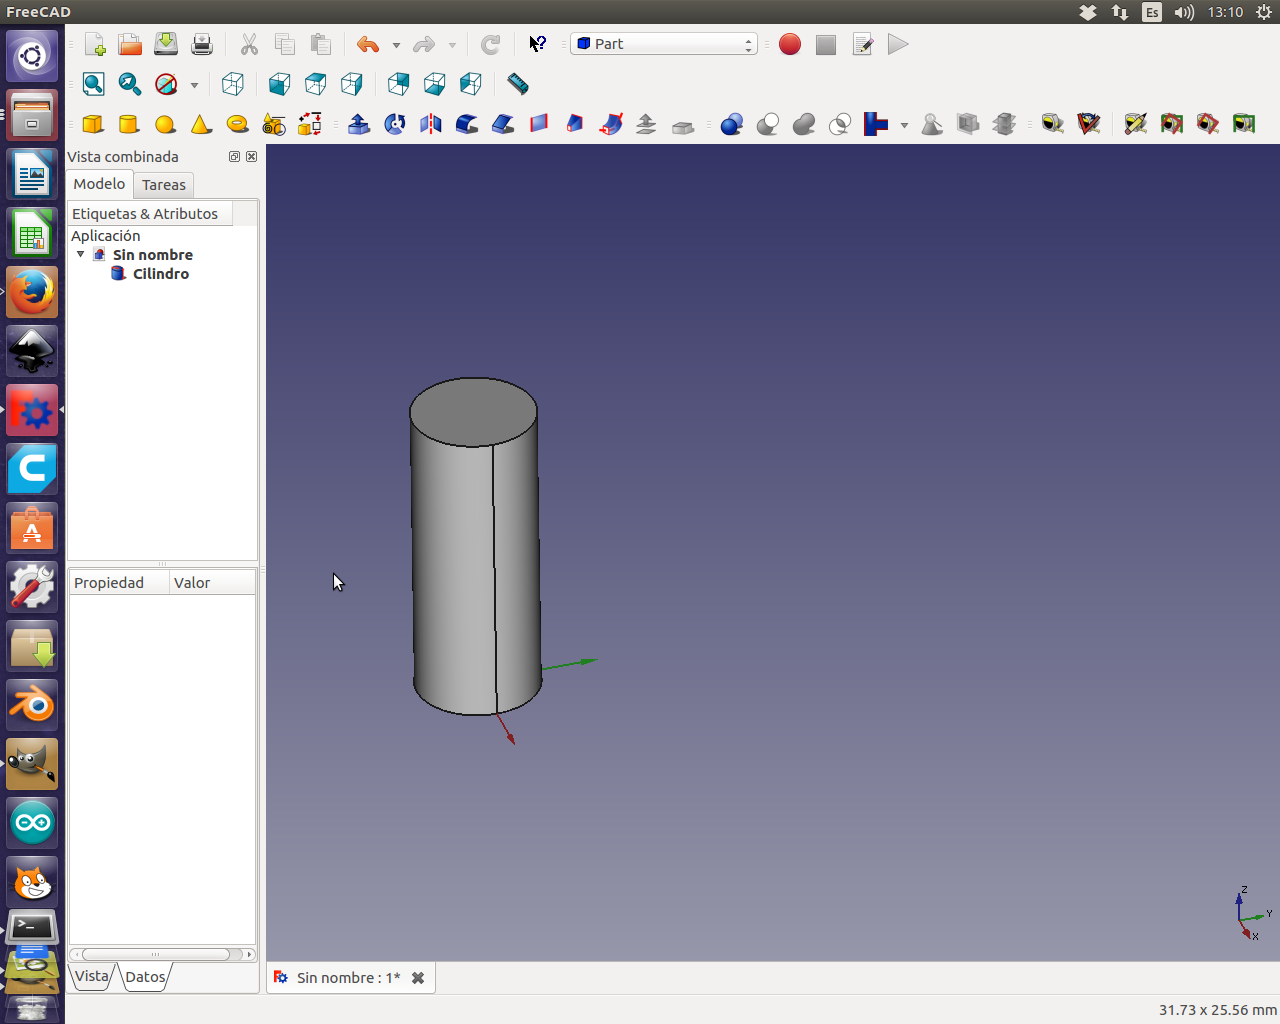 FreeCAD
Es
13:10
Part
Vista combinada
Modelo
Tareas
Etiquetas & Atributos
Aplicación
Sin nombre
Cilindro
Propiedad
Valor
Vista
Datos
Sin nombre : 1*
Z
Y
X
31.73 x 25.56 mm